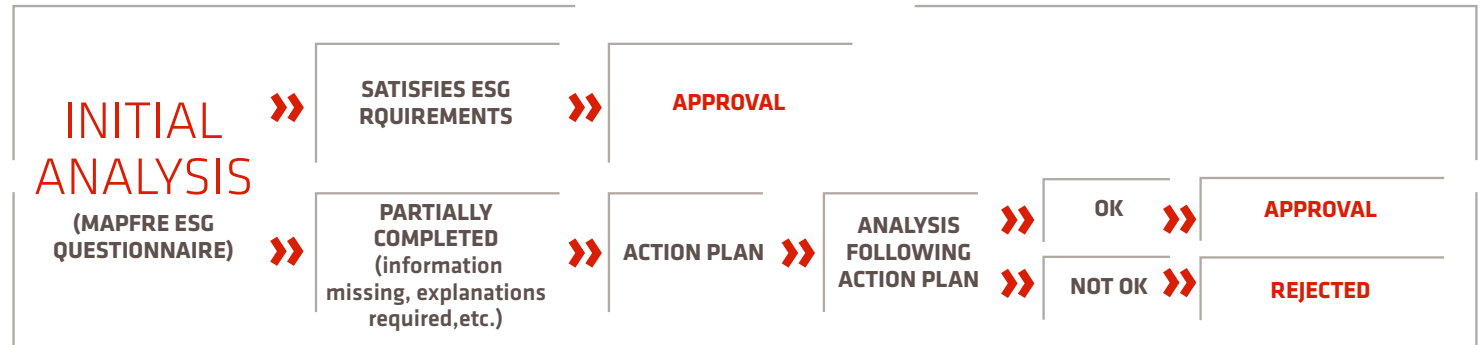 INITIAL
ANALYSIS
(MAPFRE ESG
QUESTIONNAIRE)
SATISFIES ESG
RQUIREMENTS
APPROVAL
PARTIALLY
COMPLETED
(information
missing, explanations
required,etc.)
ACTION PLAN
ANALYSIS
FOLLOWING
ACTION PLAN
OK
APPROVAL
NOT OK
REJECTED